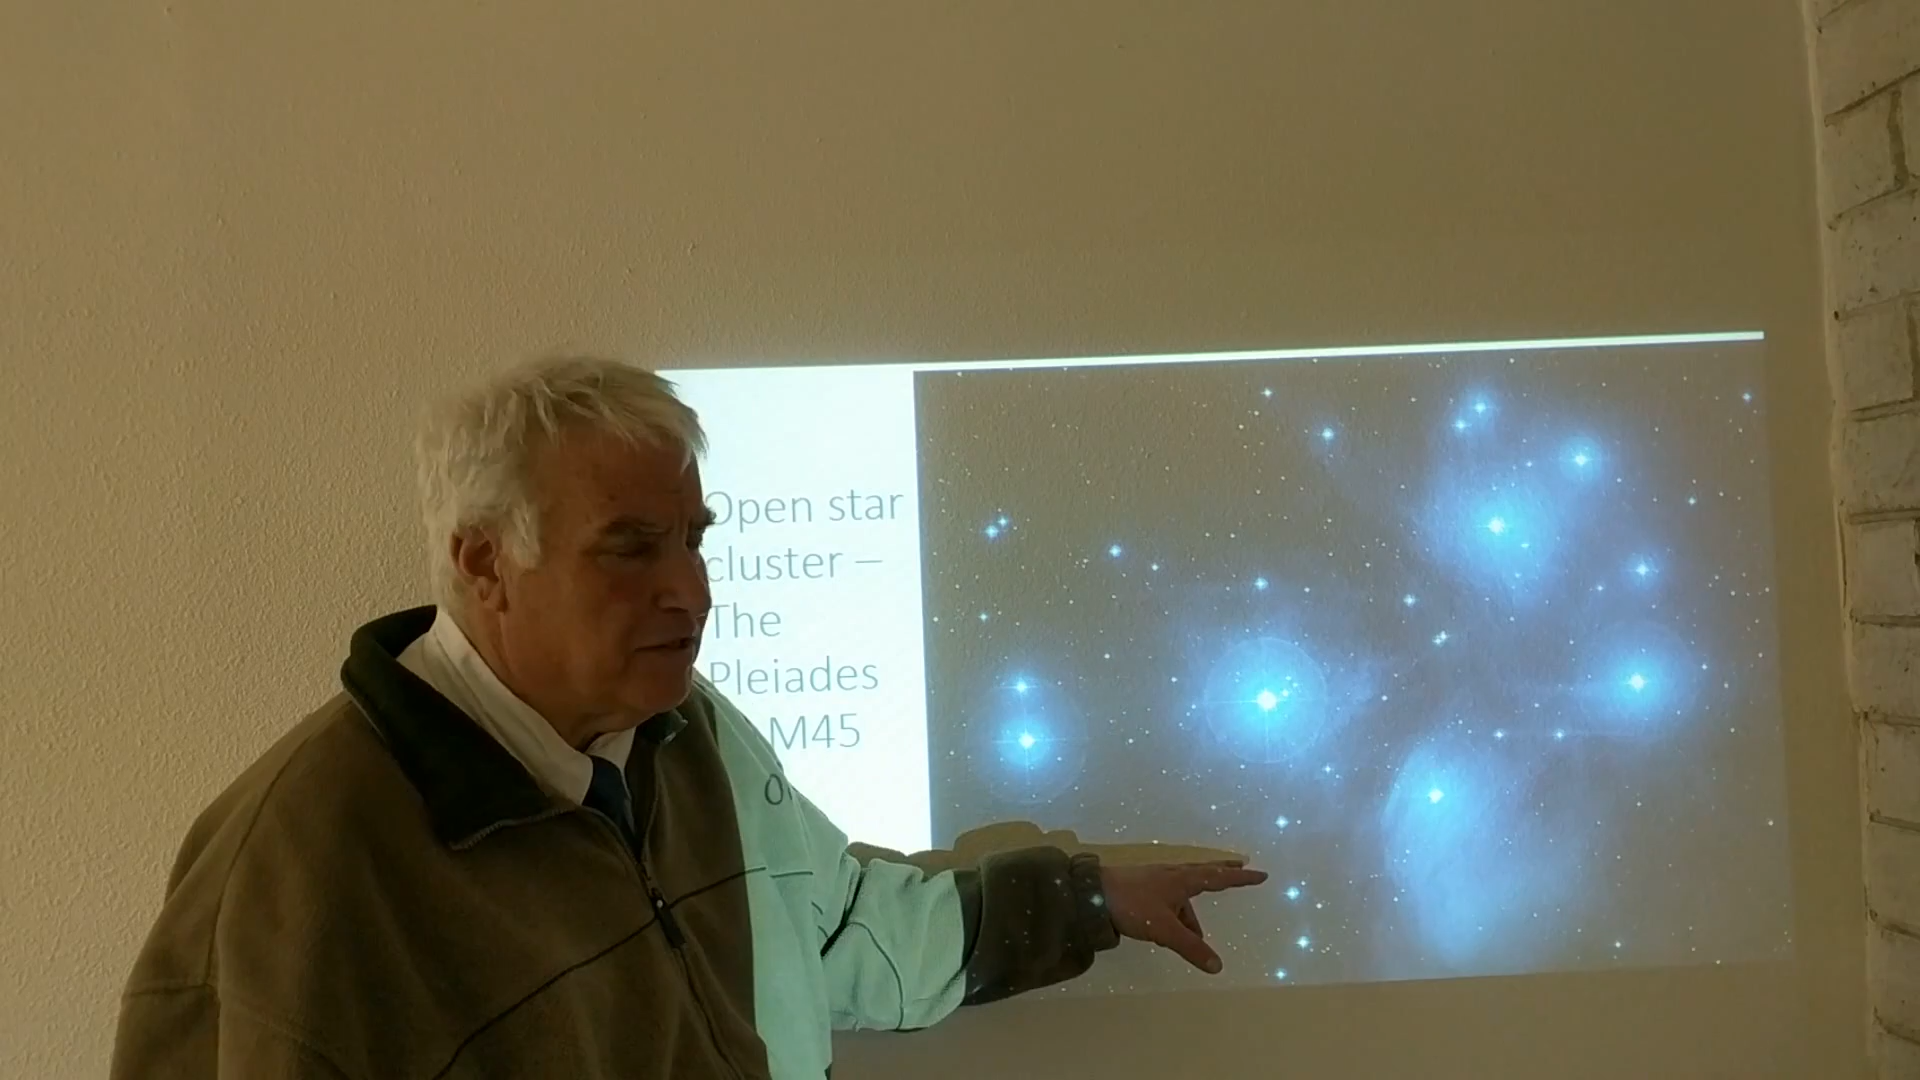 Open star
cluster –
The
Pleiades
M45